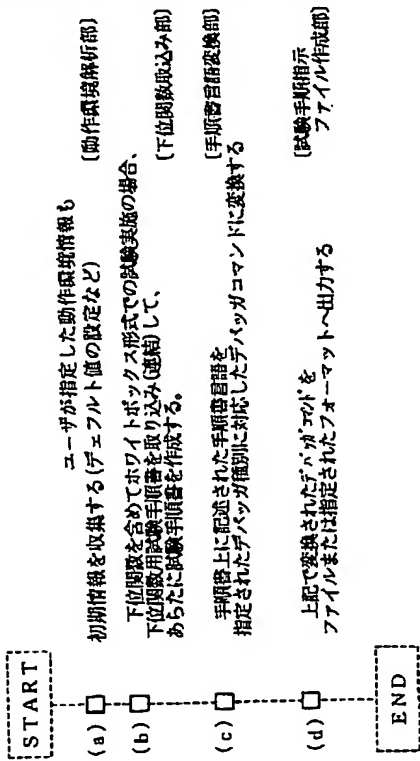 START
(a)
ユーザが指定した動作環境情報も
初期情報を収集する(デェフルト値の設定など)
[動作環境解析部]
(b)
下位関数を含めてホワイトボックス形式での試験実施の場合、
下位関数用試験手順書を取り込み(連結)して、
あらたに試験手順書を作成する。
[下位関数取込み部]
(c)
手順書上に記述された手順書言語を
指定されたデバッガ種別に対応したデバッガコマンドに変換する
[手順書言語変換部]
(d)
上記で変換されたデバッガコマンドを
ファイルまたは指定されたフォーマットへ出力する
[試験手順指示
ファイル作成部]
END